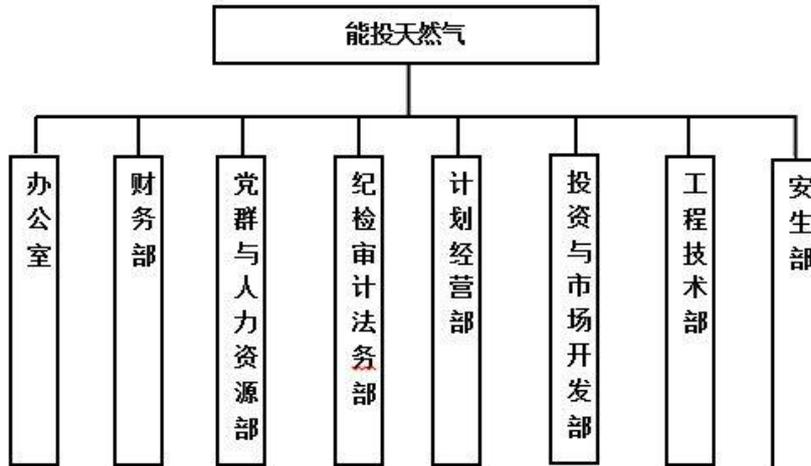 能投天然气
办公室
财务部
党群与人力资源部
纪检审计法务部
计划经营部
投资与市场开发部
工程技术部
安生部